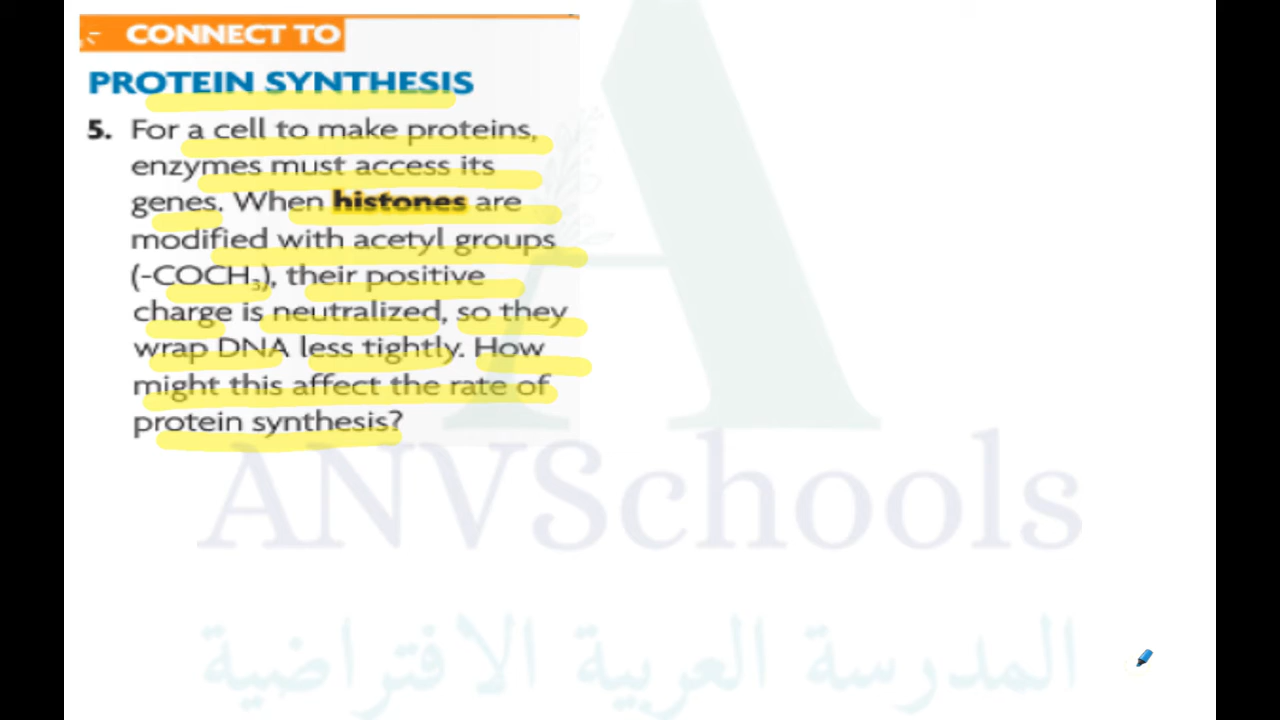 CONNECT TO
PROTEIN SYNTHESIS
5. For a cell to make proteins,
enzymes must access its
genes. When histones are
modified with acetyl groups
(-COCH₃), their positive
charge is neutralized, so they
wrap DNA less tightly. How
might this affect the rate of
protein synthesis?
ANVSchools
المدرسة العربية الافتراضية